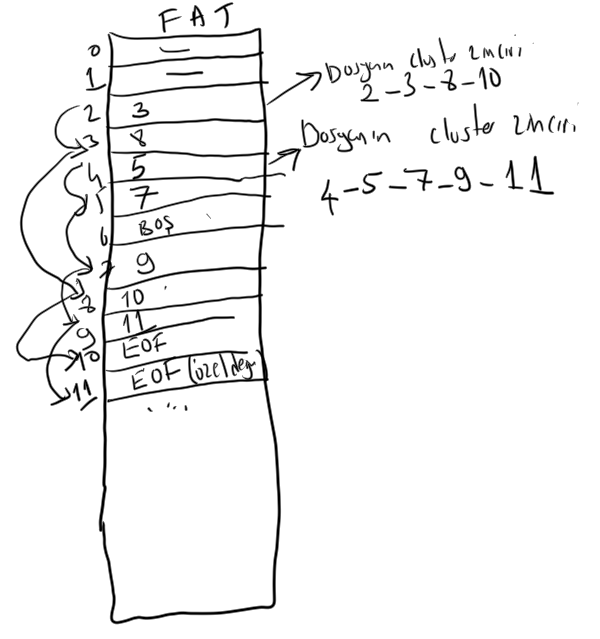 FAT
0 —
1 —
2 3
3 8
4 5
5 7
6 BOŞ
7 9
8 10
9 11
10 EOF
11 EOF (özel değ
.....
Dosyanın cluster zinciri
2-3-8-10
Dosyanın cluster zinciri
4-5-7-9-11